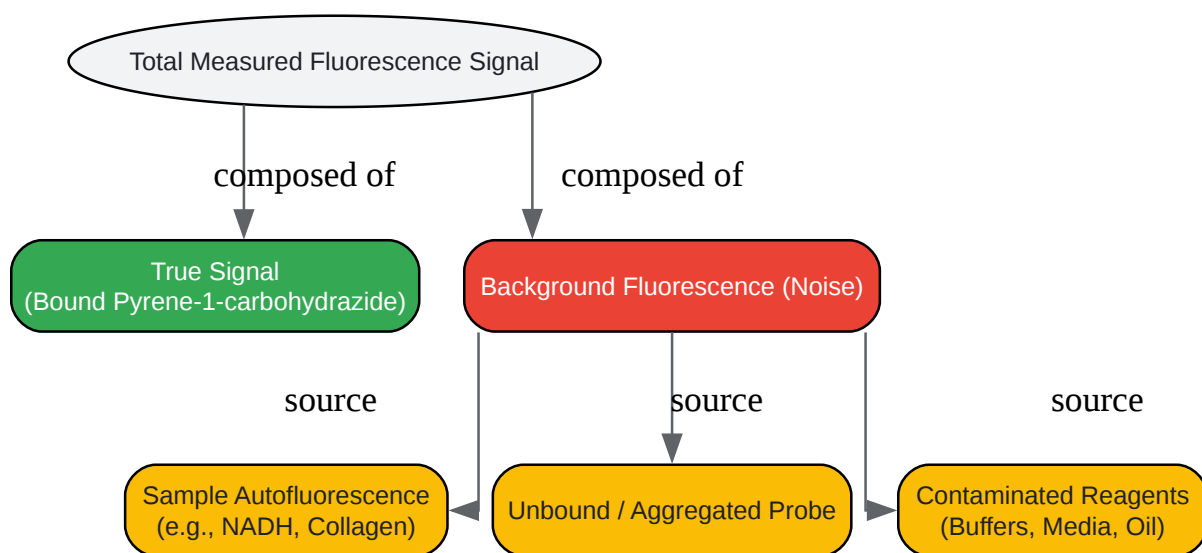 Total Measured Fluorescence Signal
composed of
composed of
True Signal
(Bound Pyrene-1-carbohydrazide)
Background Fluorescence (Noise)
source
source
source
Sample Autofluorescence
(e.g., NADH, Collagen)
Unbound / Aggregated Probe
Contaminated Reagents
(Buffers, Media, Oil)